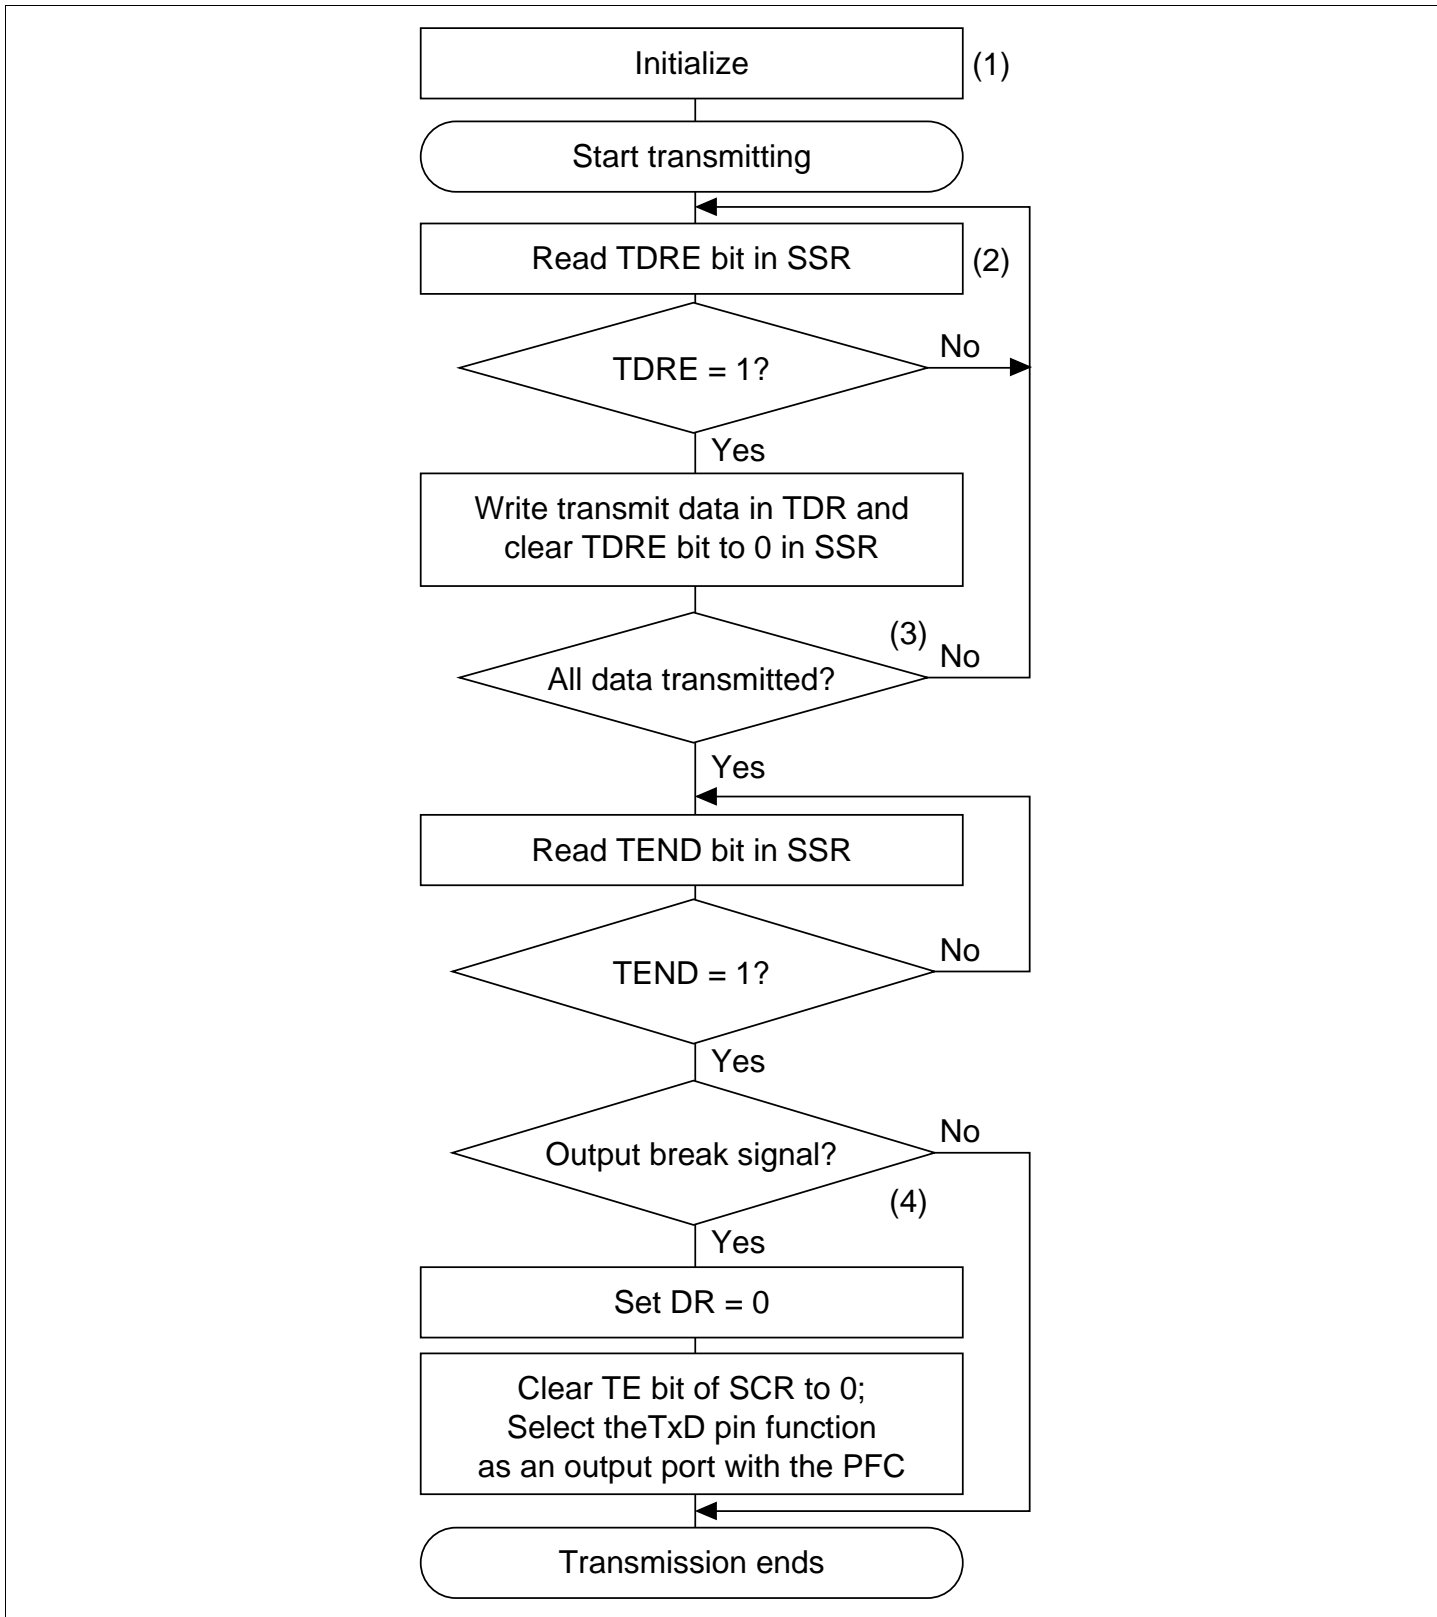 Initialize
(1)
Start transmitting
Read TDRE bit in SSR
(2)
TDRE = 1?
No
Yes
Write transmit data in TDR and
clear TDRE bit to 0 in SSR
(3)
All data transmitted?
No
Yes
Read TEND bit in SSR
TEND = 1?
No
Yes
Output break signal?
No
(4)
Yes
Set DR = 0
Clear TE bit of SCR to 0;
Select theTxD pin function
as an output port with the PFC
Transmission ends